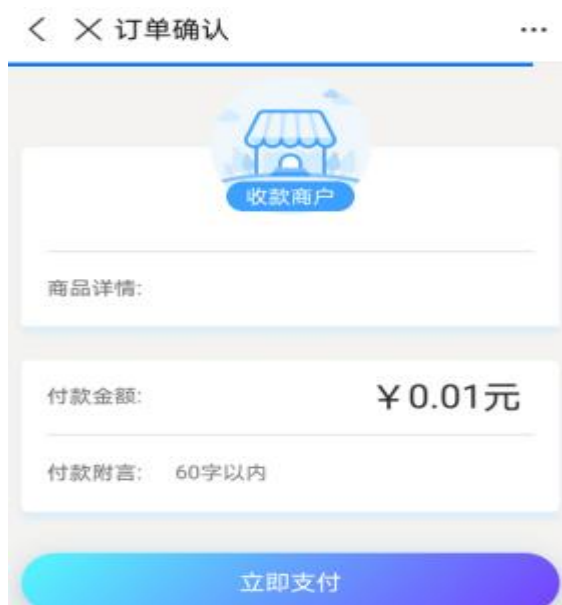 订单确认
收款商户
商品详情:
付款金额: ￥0.01元
付款附言: 60字以内
立即支付